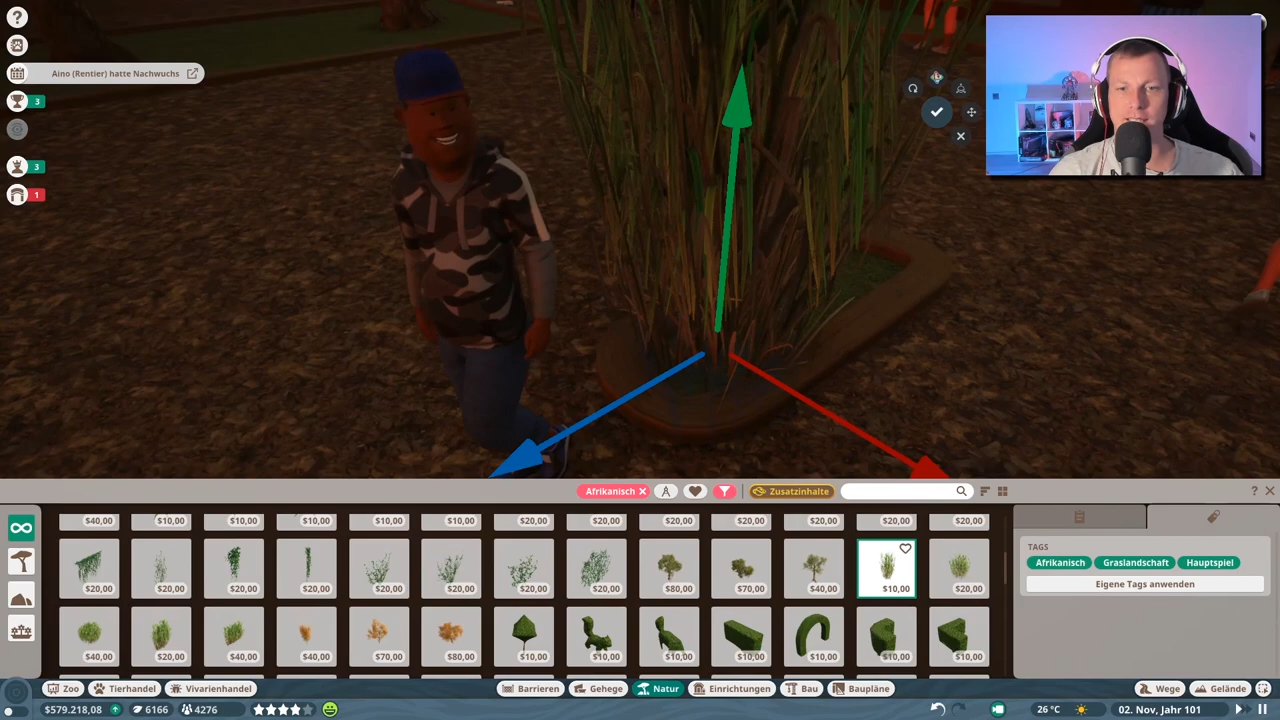 ?
Aino (Rentier) hatte Nachwuchs
3
3
1
Afrikanisch ×
Zusatzinhalte
? ×
$40,00 $10,00 $10,00 $10,00 $10,00 $10,00 $20,00 $20,00 $20,00 $20,00 $20,00 $20,00 $20,00
$20,00 $20,00 $20,00 $20,00 $20,00 $20,00 $20,00 $20,00 $80,00 $70,00 $40,00 $10,00 $20,00
$40,00 $20,00 $40,00 $40,00 $70,00 $80,00 $10,00 $10,00 $10,00 $10,00 $10,00 $10,00 $10,00
TAGS
Afrikanisch Graslandschaft Hauptspiel
Eigene Tags anwenden
Zoo Tierhandel Vivarienhandel Barrieren Gehege Natur Einrichtungen Bau Baupläne Wege Gelände
$579.218,08 6166 4276 26 °C 02. Nov, Jahr 101